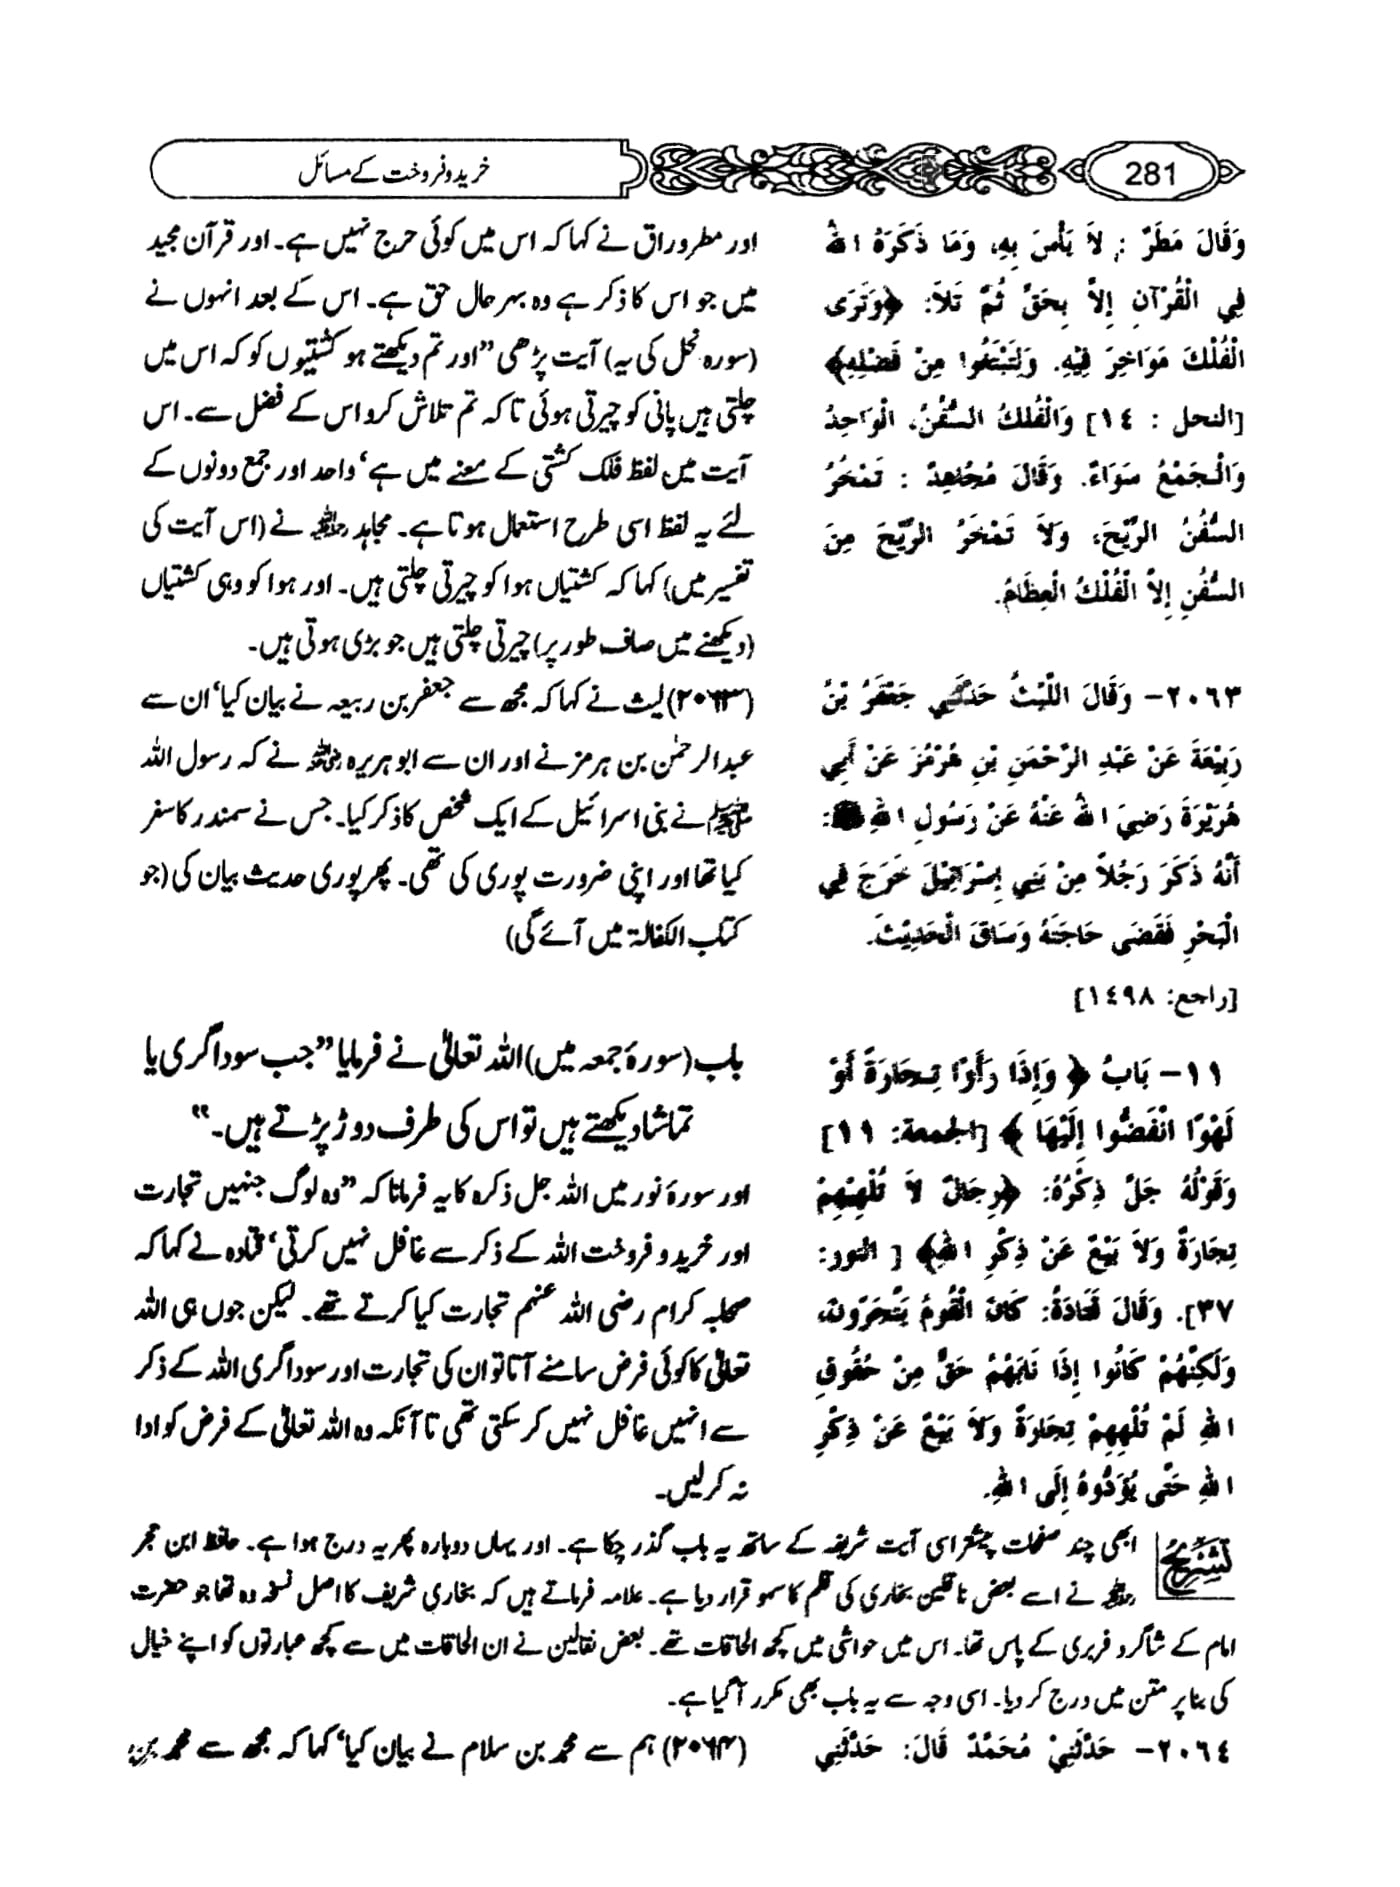 281
خرید و فروخت کے مسائل
وَقَالَ مَطَرٌ : لاَ بَأْسَ بِهِ، وَمَا ذَكَرَهُ اللهُ
فِي الْقُرْآنِ إِلاَّ بِحَقٍّ ثُمَّ تَلاَ: ﴿وَتَرَى
الْفُلْكَ مَوَاخِرَ فِيْهِ. وَلِتَبْتَغُوا مِنْ فَضْلِهِ﴾
[النحل : ١٤] وَالْفُلكُ السُّفُنُ، الْوَاحِدُ
وَالْجَمْعُ سَوَاءٌ. وَقَالَ مُجَاهِدٌ : تَمْخَرُ
السُّفُنُ الرِّيْحَ، وَلاَ تَمْخَرُ الرِّيْحَ مِنَ
السُّفُنِ إِلاَّ الْفُلْكُ الْعِظَامُ.
٢٠٦٣- وَقَالَ اللَّيْثُ حَدَّثَنِي جَعْفَرُ بْنُ
رَبِيْعَةَ عَنْ عَبْدِ الرَّحْمَنِ بْنِ هُرْمُزَ عَنْ أَبِي
هُرَيْرَةَ رَضِيَ اللهُ عَنْهُ عَنْ رَسُولِ اللهِ :
أَنَّهُ ذَكَرَ رَجُلاً مِنْ بَنِي إِسْرَائِيْلَ خَرَجَ فِي
الْبَحْرِ فَقَضَى حَاجَتَهُ وَسَاقَ الْحَدِيْثَ.
[راجع: ١٤٩٨]
١١- بَابُ ﴿ وَإِذَا رَأَوْا تِجَارَةً أَوْ
لَهْوًا انْفَضُّوا إِلَيْهَا ﴾ [الجمعة: ١١]
وَقَوْلُهُ جَلَّ ذِكْرُهُ: ﴿رِجَالٌ لاَ تُلْهِيْهِمْ
تِجَارَةٌ وَلاَ بَيْعٌ عَنْ ذِكْرِ اللهِ﴾ [ النور:
٣٧]. وَقَالَ قَتَادَةُ: كَانَ الْقَومُ يَتَّجِرُونَ،
وَلَكِنَّهُمْ كَانُوا إِذَا نَابَهُمْ حَقٌّ مِنْ حُقُوقِ
اللهِ لَمْ تُلْهِهِمْ تِجَارَةٌ وَلاَ بَيْعٌ عَنْ ذِكْرِ
اللهِ حَتَّى يُؤَدُّوهُ إِلَى اللهِ.
اور مطر وراق نے کہا کہ اس میں کوئی حرج نہیں ہے۔ اور قرآن مجید
میں جو اس کا ذکر ہے وہ بہر حال حق ہے۔ اس کے بعد انہوں نے
(سورہ نحل کی یہ) آیت پڑھی "اور تم دیکھتے ہو کشتیوں کو کہ اس میں
چلتی ہیں پانی کو چیرتی ہوئی تاکہ تم تلاش کرو اس کے فضل سے۔ اس
آیت میں لفظ فلک کشتی کے معنے میں ہے‘ واحد اور جمع دونوں کے
لئے یہ لفظ اسی طرح استعمال ہوتا ہے۔ مجاہد رحمۃ اللہ علیہ نے (اس آیت کی
تفسیر میں) کہا کہ کشتیاں ہوا کو چیرتی چلتی ہیں۔ اور ہوا کو وہی کشتیاں
(دیکھنے میں صاف طور پر) چیرتی چلتی ہیں جو بڑی ہوتی ہیں۔
(۲۰۶۳) لیث نے کہا کہ مجھ سے جعفر بن ربیعہ نے بیان کیا‘ ان سے
عبدالرحمٰن بن ہرمز نے اور ان سے ابو ہریرہ رضی اللہ عنہ نے کہ رسول اللہ
ﷺ نے بنی اسرائیل کے ایک شخص کا ذکر کیا۔ جس نے سمندر کا سفر
کیا تھا اور اپنی ضرورت پوری کی تھی۔ پھر پوری حدیث بیان کی (جو
کتاب الکفالۃ میں آئے گی)
باب (سورۂ جمعہ میں) اللہ تعالیٰ نے فرمایا "جب سوداگری یا
تماشا دیکھتے ہیں تو اس کی طرف دوڑ پڑتے ہیں۔"
اور سورۂ نور میں اللہ جل ذکرہ کا یہ فرمانا کہ "وہ لوگ جنہیں تجارت
اور خرید و فروخت اللہ کے ذکر سے غافل نہیں کرتی‘ قتادہ نے کہا کہ
صحابہ کرام رضی اللہ عنہم تجارت کیا کرتے تھے۔ لیکن جوں ہی اللہ
تعالیٰ کا کوئی فرض سامنے آتا تو ان کی تجارت اور سوداگری اللہ کے ذکر
سے انہیں غافل نہیں کر سکتی تھی تا آنکہ وہ اللہ تعالیٰ کے فرض کو ادا
نہ کر لیں۔
تشریح
ابھی چند صفحات پیشتر اسی آیت شریفہ کے ساتھ یہ باب گذر چکا ہے۔ اور یہاں دوبارہ پھر یہ درج ہوا ہے۔ حافظ ابن حجر
رحمۃ اللہ علیہ نے اسے بعض ناقلین بخاری کی قلم کا سہو قرار دیا ہے۔ علامہ فرماتے ہیں کہ بخاری شریف کا اصل نسخہ وہ تھا جو حضرت
امام کے شاگرد فربری کے پاس تھا۔ اس میں حواشی میں کچھ الحاقات تھے۔ بعض نقالین نے ان الحاقات میں سے کچھ عبارتوں کو اپنے خیال
کی بنا پر متن میں درج کر دیا۔ اسی وجہ سے یہ باب بھی مکرر آگیا ہے۔
٢٠٦٤- حَدَّثَنِيْ مُحَمَّدٌ قَالَ: حَدَّثَنِي
(۲۰۶۴) ہم سے محمد بن سلام نے بیان کیا‘ کہا کہ مجھ سے محمد بن